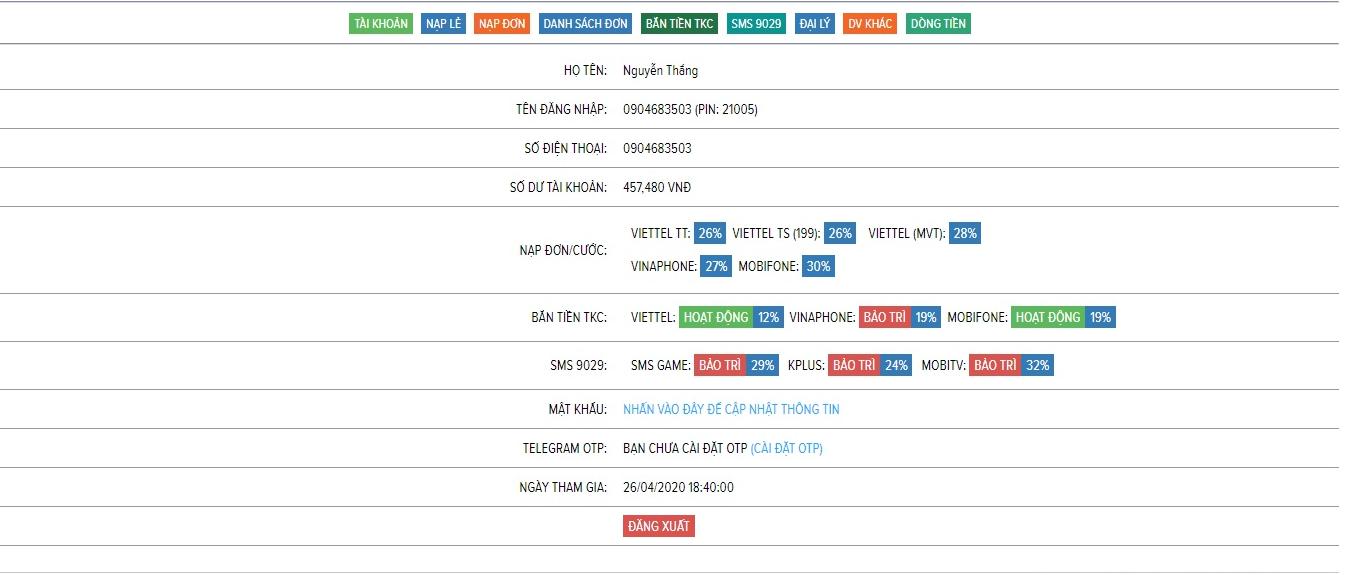 TÀI KHOẢN NẠP LẺ NẠP ĐƠN DANH SÁCH ĐƠN BẮN TIỀN TKC SMS 9029 ĐẠI LÝ DV KHÁC DÒNG TIỀN
HỌ TÊN: Nguyễn Thắng
TÊN ĐĂNG NHẬP: 0904683503 (PIN: 21005)
SỐ ĐIỆN THOẠI: 0904683503
SỐ DƯ TÀI KHOẢN: 457,480 VNĐ
NẠP ĐƠN/CƯỚC: VIETTEL TT: 26% VIETTEL TS (199): 26% VIETTEL (MVT): 28%
VINAPHONE: 27% MOBIFONE: 30%
BẮN TIỀN TKC: VIETTEL: HOẠT ĐỘNG 12% VINAPHONE: BẢO TRÌ 19% MOBIFONE: HOẠT ĐỘNG 19%
SMS 9029: SMS GAME: BẢO TRÌ 29% KPLUS: BẢO TRÌ 24% MOBITV: BẢO TRÌ 32%
MẬT KHẨU: NHẤN VÀO ĐÂY ĐỂ CẬP NHẬT THÔNG TIN
TELEGRAM OTP: BẠN CHƯA CÀI ĐẶT OTP (CÀI ĐẶT OTP)
NGÀY THAM GIA: 26/04/2020 18:40:00
ĐĂNG XUẤT